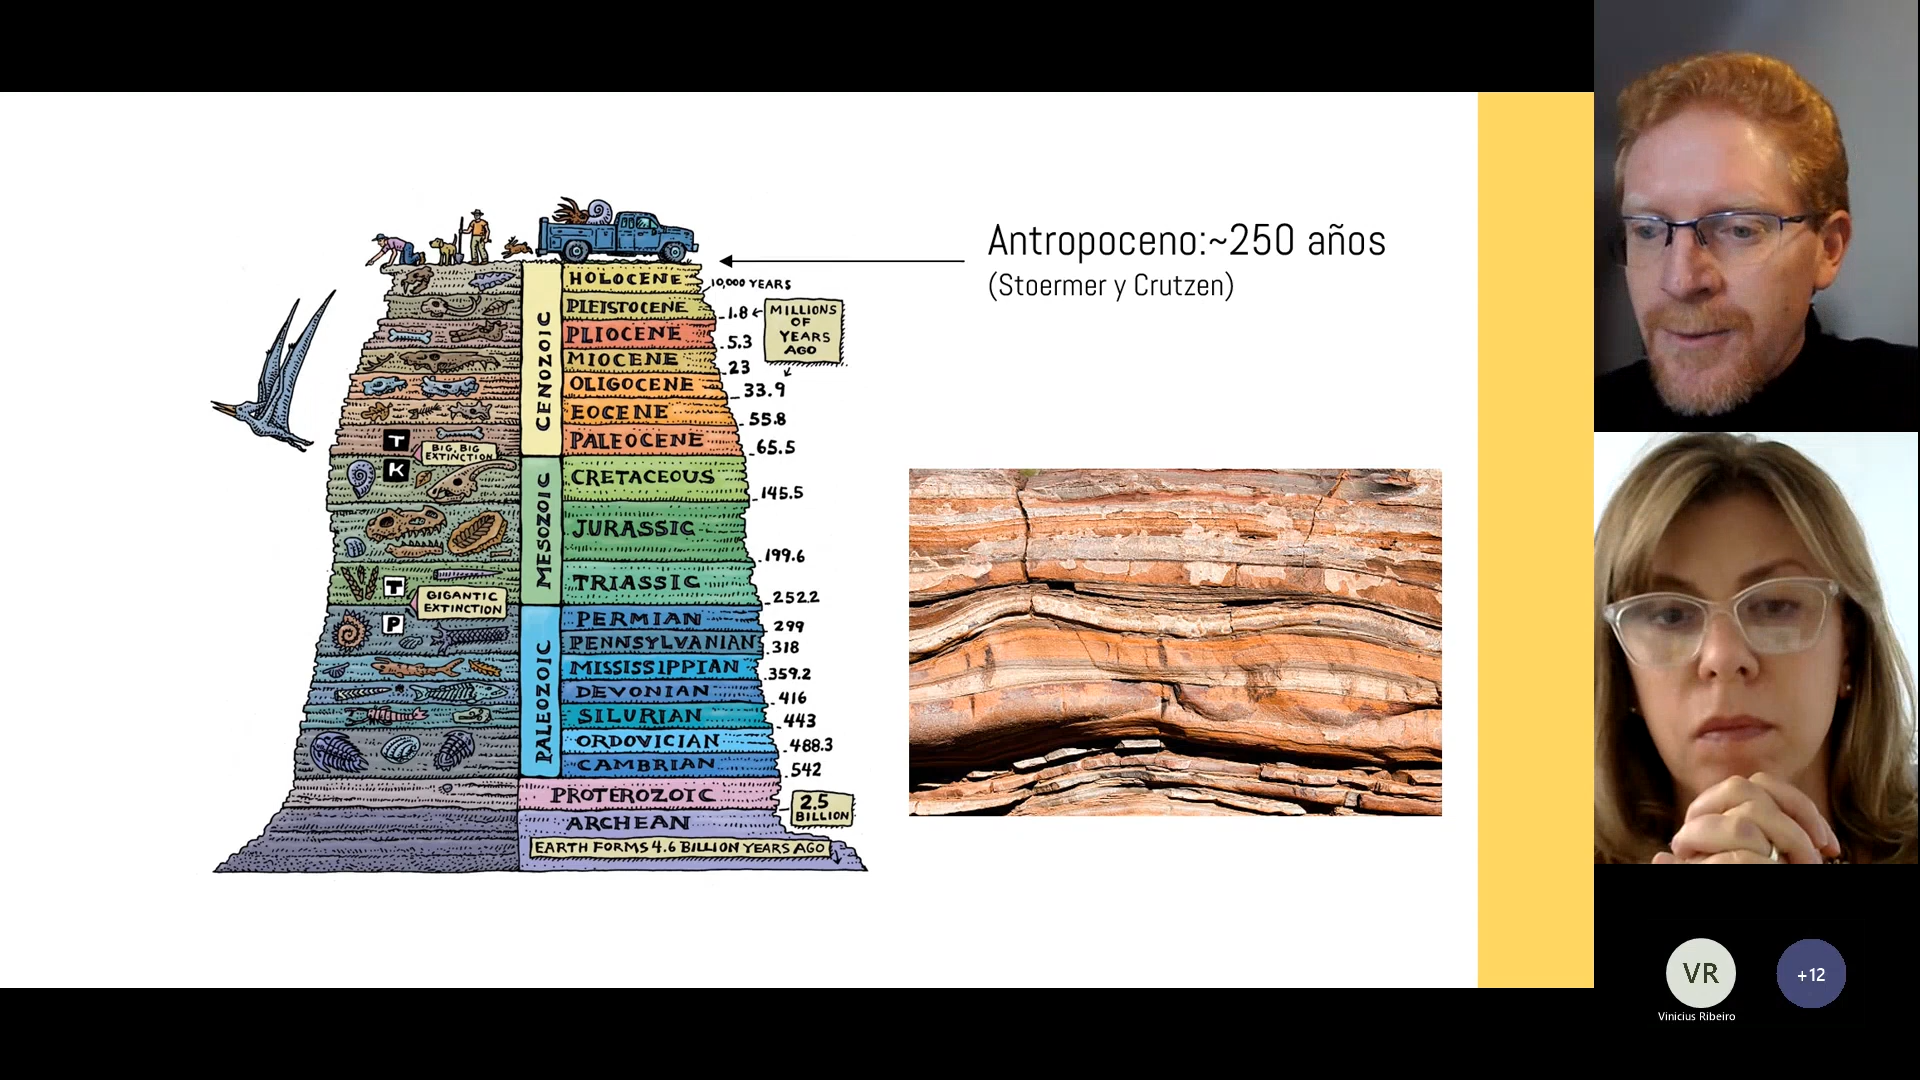 Antropoceno:~250 años
(Stoermer y Crutzen)
HOLOCENE
10,000 YEARS
PLEISTOCENE
1.8
MILLIONS
OF
YEARS
AGO
PLIOCENE
5.3
MIOCENE
23
OLIGOCENE
33.9
EOCENE
55.8
PALEOCENE
65.5
CENOZOIC
T
BIG, BIG
EXTINCTION
K
CRETACEOUS
145.5
JURASSIC
199.6
TRIASSIC
252.2
MESOZOIC
T
GIGANTIC
EXTINCTION
P
PERMIAN
299
PENNSYLVANIAN
318
MISSISSIPPIAN
359.2
DEVONIAN
416
SILURIAN
443
ORDOVICIAN
488.3
CAMBRIAN
542
PALEOZOIC
PROTEROZOIC
2.5
BILLION
ARCHEAN
EARTH FORMS 4.6 BILLION YEARS AGO
VR
Vinicius Ribeiro
+12